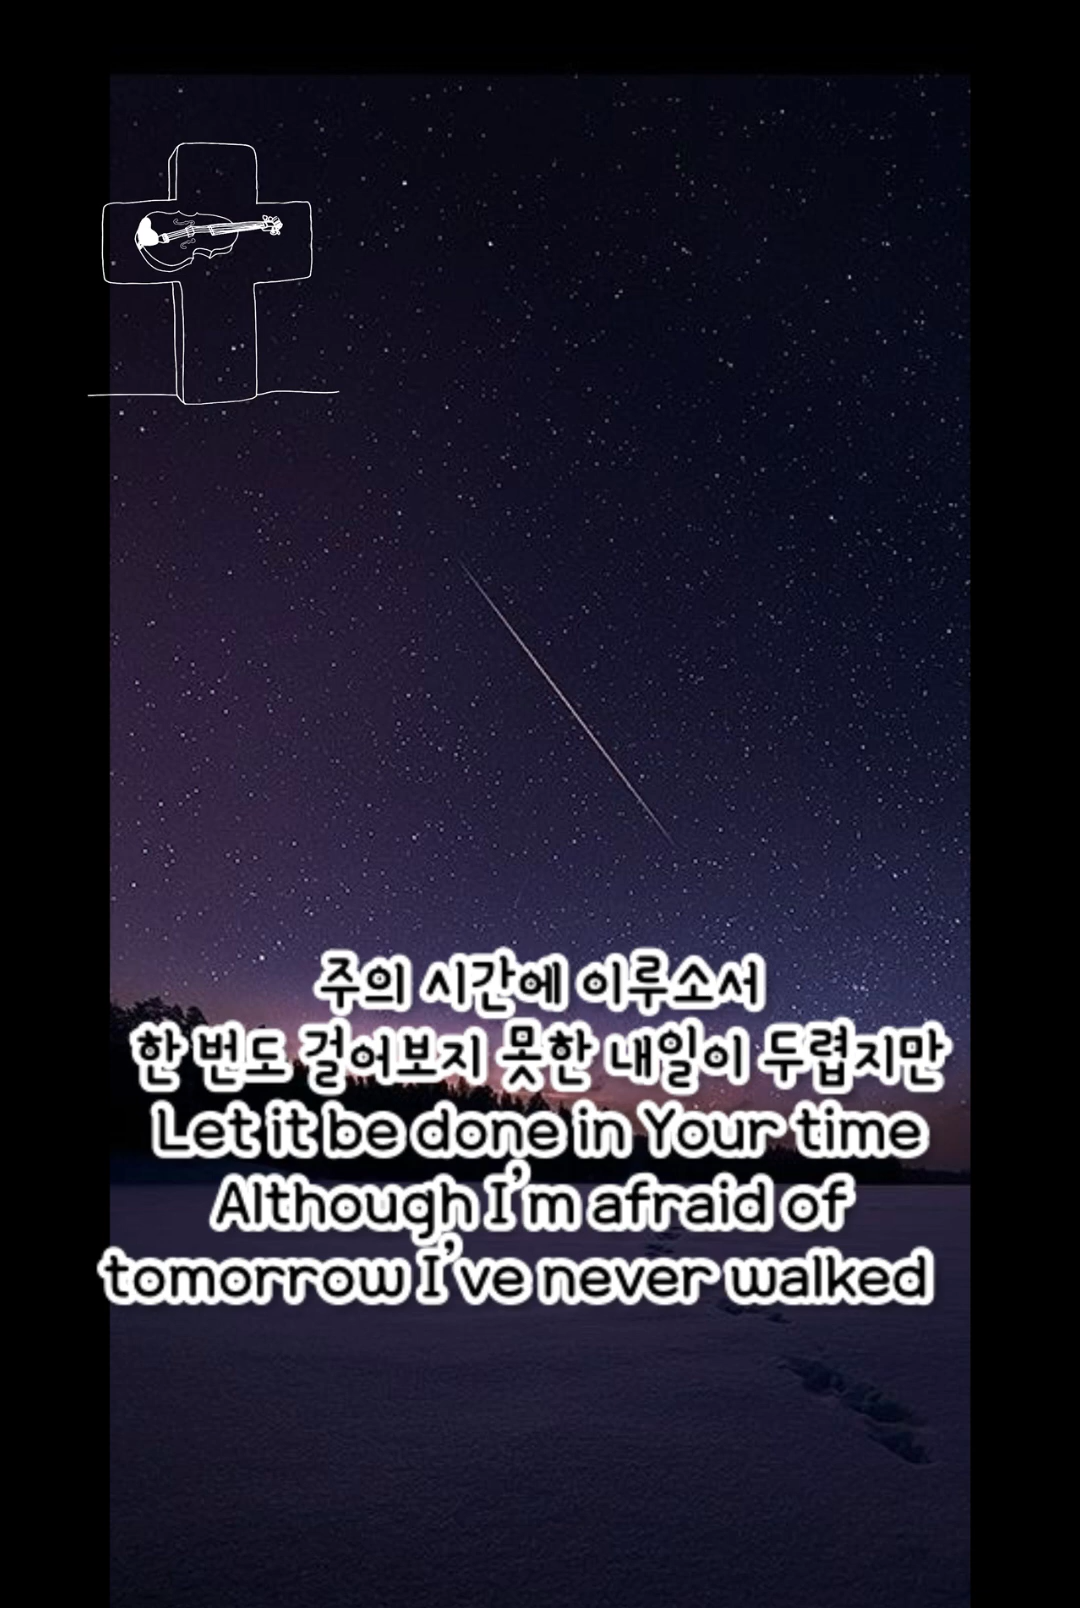 주의 시간에 이루소서
한 번도 걸어보지 못한 내일이 두렵지만
Let it be done in Your time
Although I'm afraid of
tomorrow I've never walked